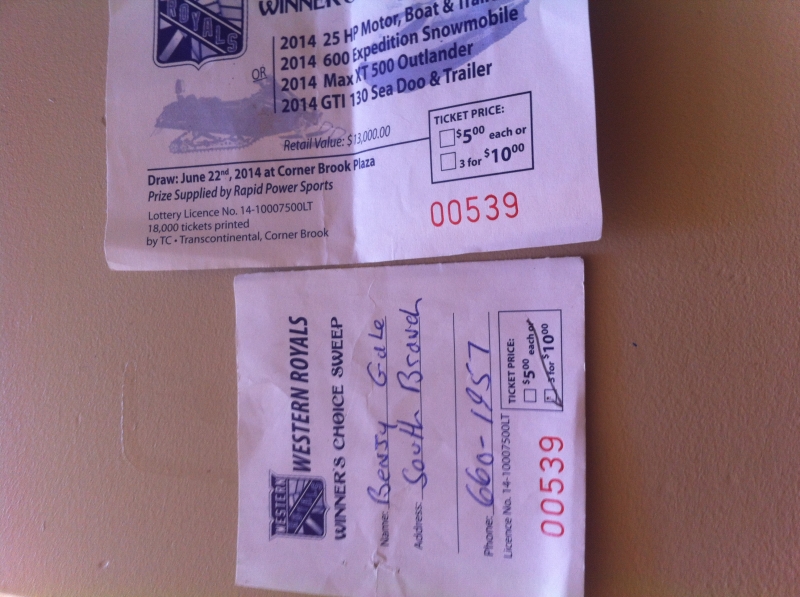 ROYALS
WINNER'S
2014 25 HP Motor, Boat &
2014 600 Expedition Snowmobile
OR
2014 Max XT 500 Outlander
2014 GTI 130 Sea Doo & Trailer
Retail Value: $13,000.00
TICKET PRICE:
$5.00 each or
3 for $10.00
Draw: June 22nd, 2014 at Corner Brook Plaza
Prize Supplied by Rapid Power Sports
Lottery Licence No. 14-10007500LT
18,000 tickets printed
by TC • Transcontinental, Corner Brook
00539
WESTERN
WESTERN ROYALS
WINNER'S CHOICE SWEEP
Name: Benjy Gale
Address: South Branch
Phone: 660-1957
Licence No. 14-10007500LT
TICKET PRICE:
$5.00 each or
3 for $10.00
00539